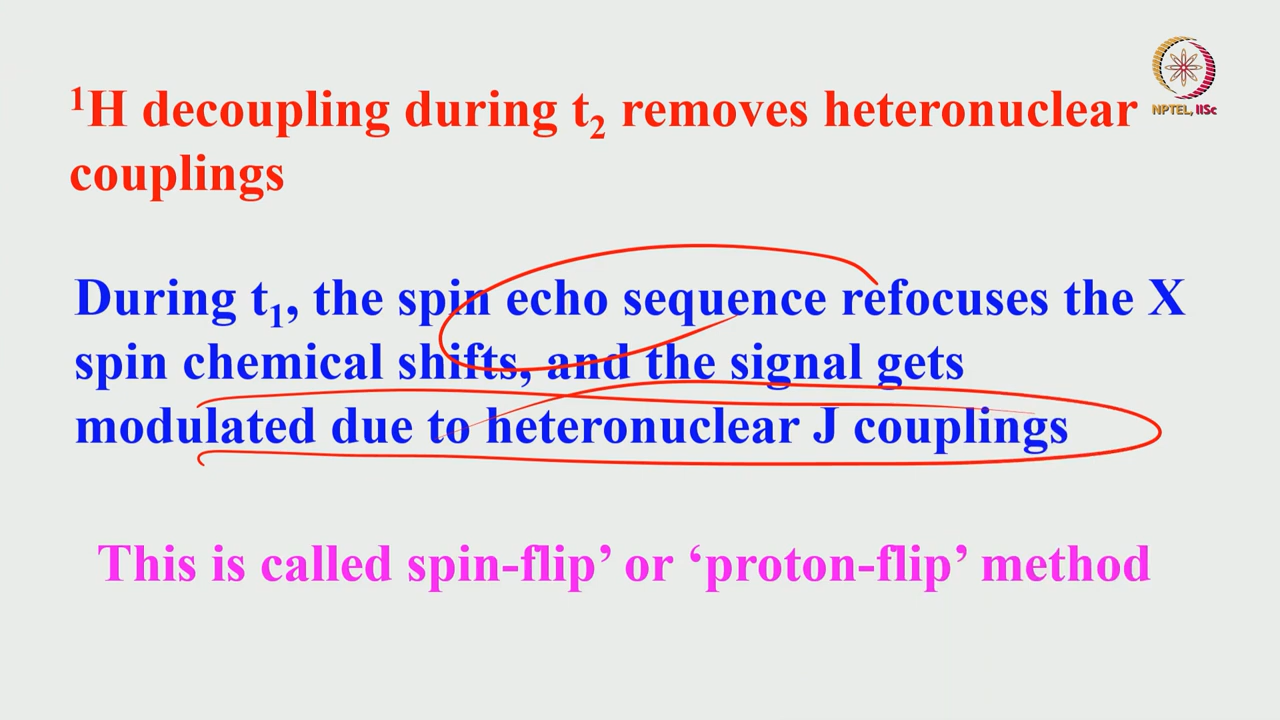 ¹H decoupling during t₂ removes heteronuclear
couplings
NPTEL, IISc
During t₁, the spin echo sequence refocuses the X
spin chemical shifts, and the signal gets
modulated due to heteronuclear J couplings
This is called spin-flip’ or ‘proton-flip’ method